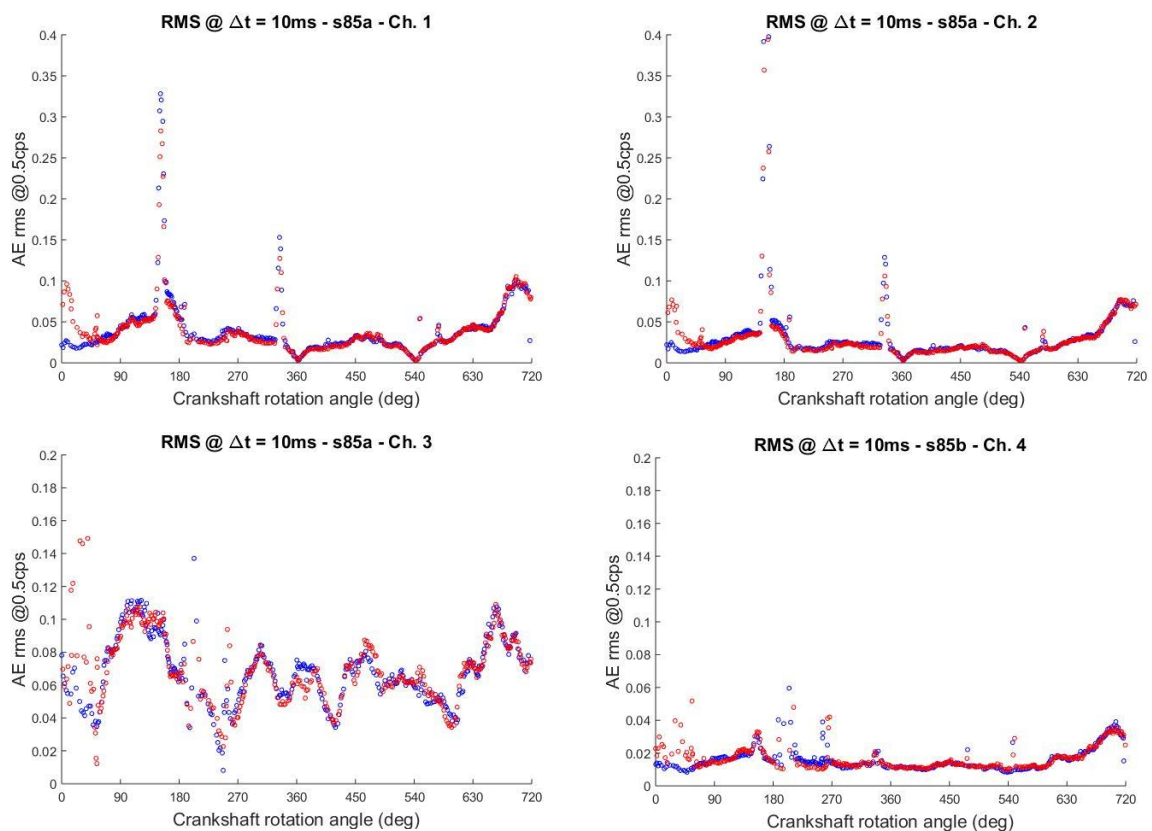 RMS @ Δt = 10ms - s85a - Ch. 1
0.4
0.35
0.3
0.25
0.2
0.15
0.1
0.05
0
AE rms @0.5cps
0 90 180 270 360 450 540 630 720
Crankshaft rotation angle (deg)
RMS @ Δt = 10ms - s85a - Ch. 2
0.4
0.35
0.3
0.25
0.2
0.15
0.1
0.05
0
AE rms @0.5cps
0 90 180 270 360 450 540 630 720
Crankshaft rotation angle (deg)
RMS @ Δt = 10ms - s85a - Ch. 3
0.2
0.18
0.16
0.14
0.12
0.1
0.08
0.06
0.04
0.02
0
AE rms @0.5cps
0 90 180 270 360 450 540 630 720
Crankshaft rotation angle (deg)
RMS @ Δt = 10ms - s85b - Ch. 4
0.2
0.18
0.16
0.14
0.12
0.1
0.08
0.06
0.04
0.02
0
AE rms @0.5cps
0 90 180 270 360 450 540 630 720
Crankshaft rotation angle (deg)